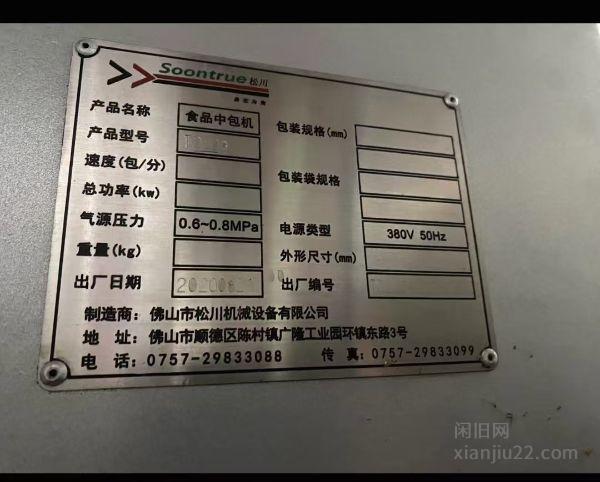 Soontrue松川
产品名称 食品中包机 包装规格(mm)
产品型号
速度(包/分) 包装袋规格
总功率(kw)
气源压力 0.6~0.8MPa 电源类型 380V 50Hz
重量(kg) 外形尺寸(mm)
出厂日期 出厂编号
制造商：佛山市松川机械设备有限公司
地 址：佛山市顺德区陈村镇广隆工业园环镇东路3号
电 话：0757-29833088 传 真：0757-29833099
闲旧网
xianjiu22.com